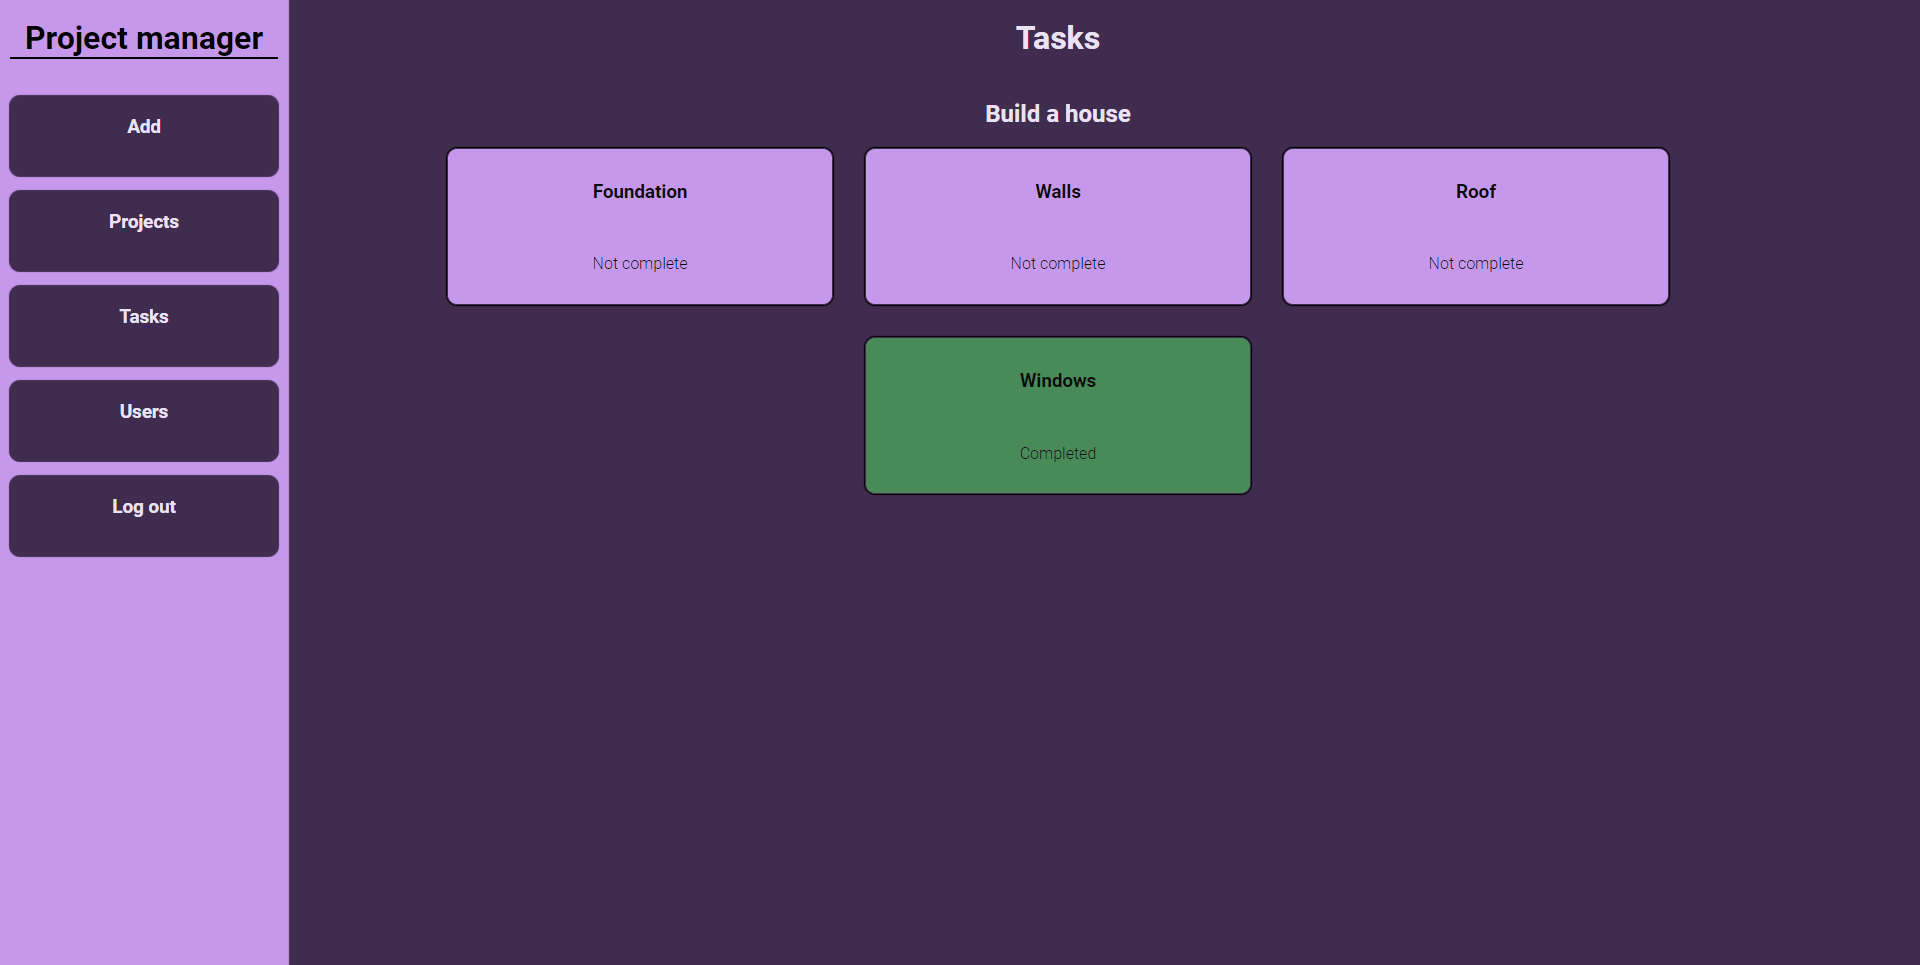 Project manager
Add
Projects
Tasks
Users
Log out
Tasks
Build a house
Foundation
Not complete
Walls
Not complete
Roof
Not complete
Windows
Completed